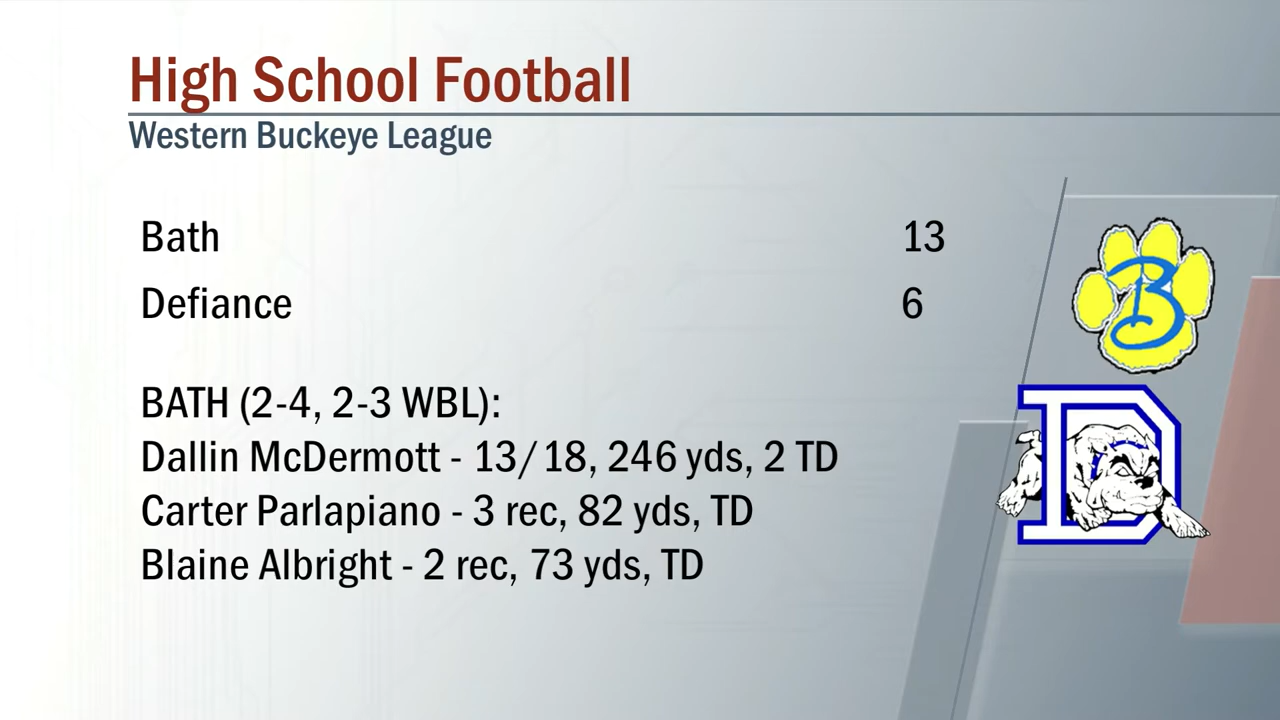 High School Football
Western Buckeye League
Bath 13
Defiance 6
BATH (2-4, 2-3 WBL):
Dallin McDermott - 13/18, 246 yds, 2 TD
Carter Parlapiano - 3 rec, 82 yds, TD
Blaine Albright - 2 rec, 73 yds, TD
B
D